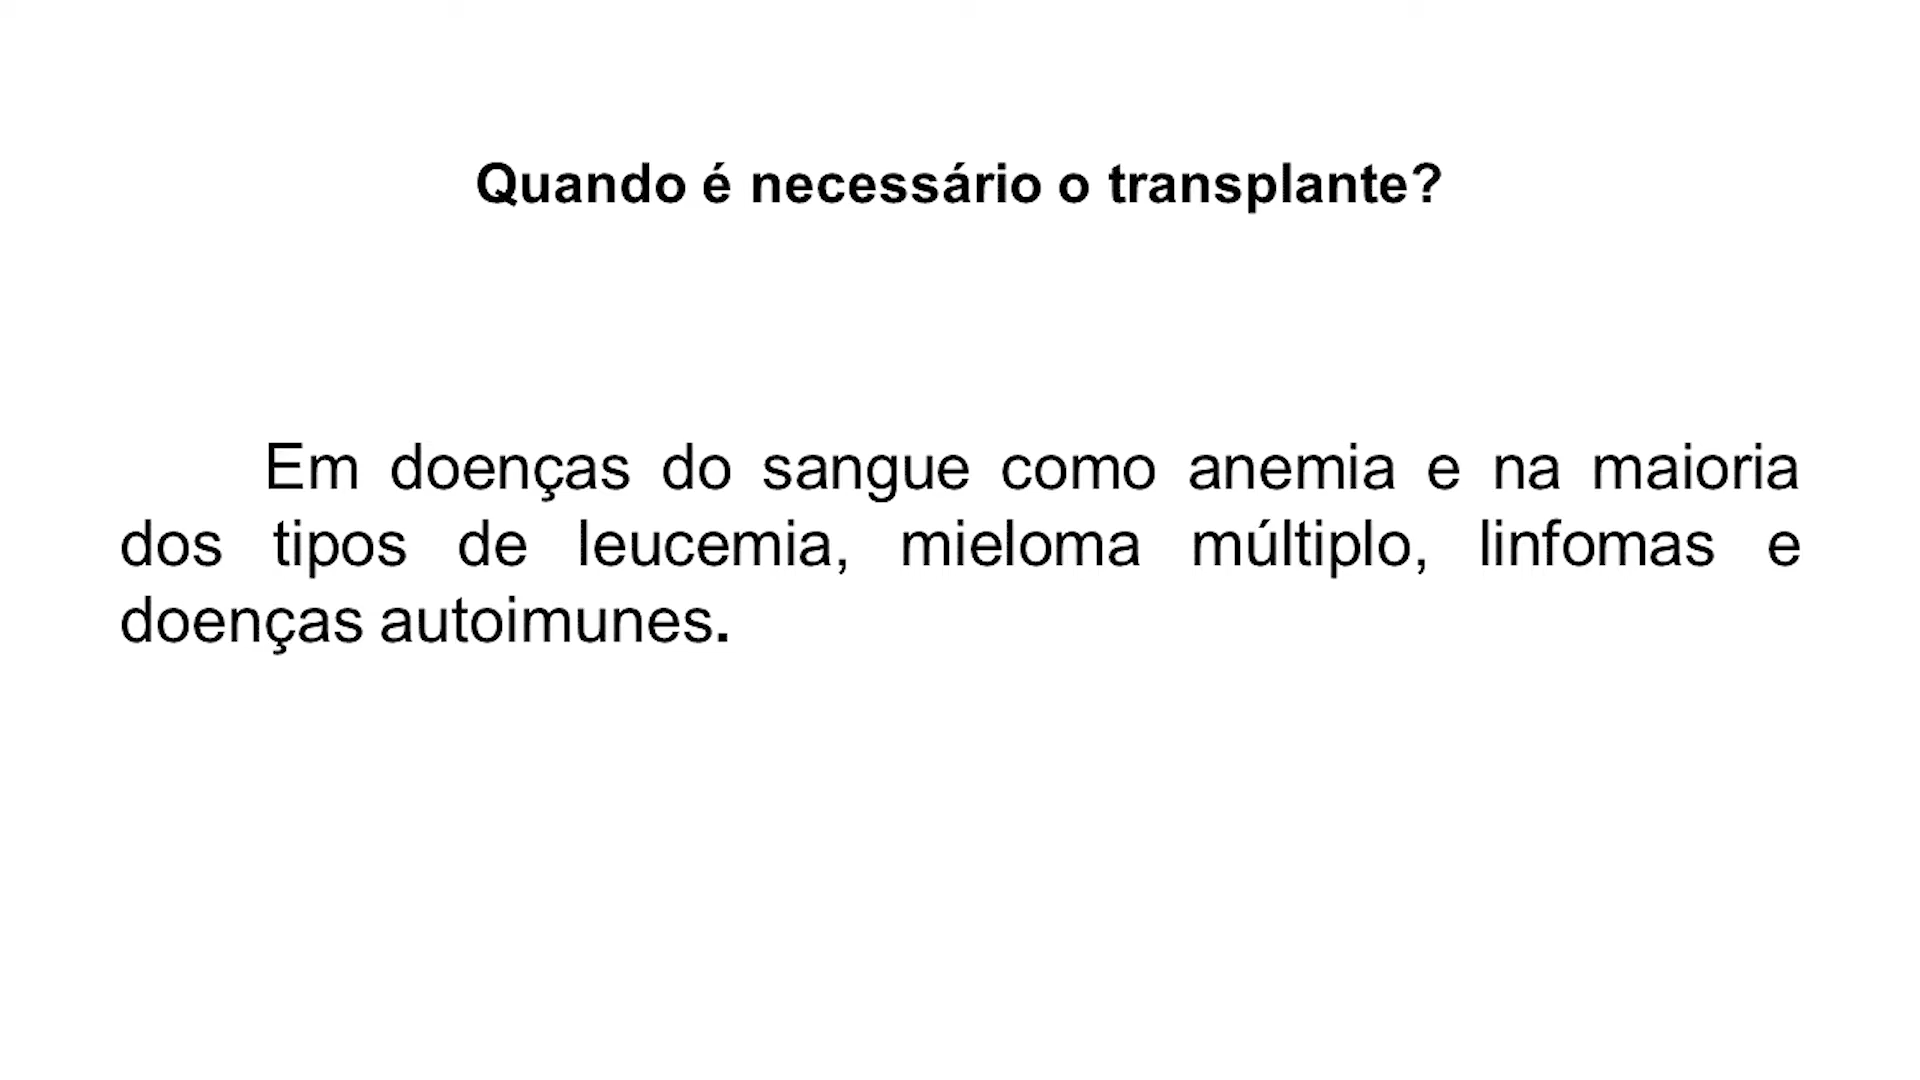 Quando é necessário o transplante?
Em doenças do sangue como anemia e na maioria
dos tipos de leucemia, mieloma múltiplo, linfomas e
doenças autoimunes.